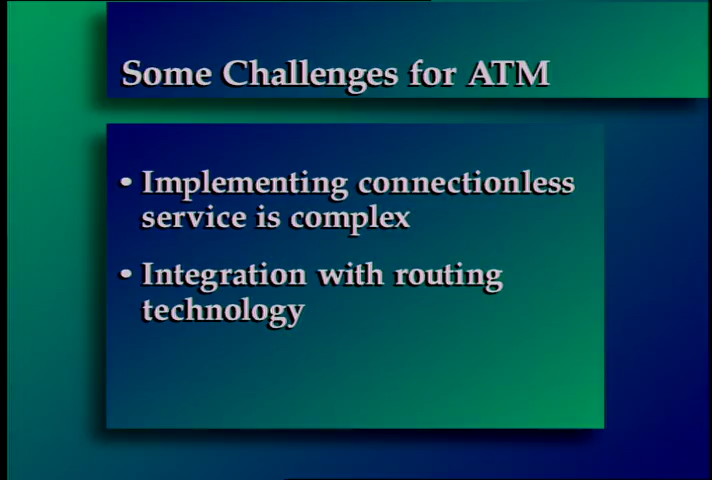 Some Challenges for ATM
• Implementing connectionless
service is complex
• Integration with routing
technology